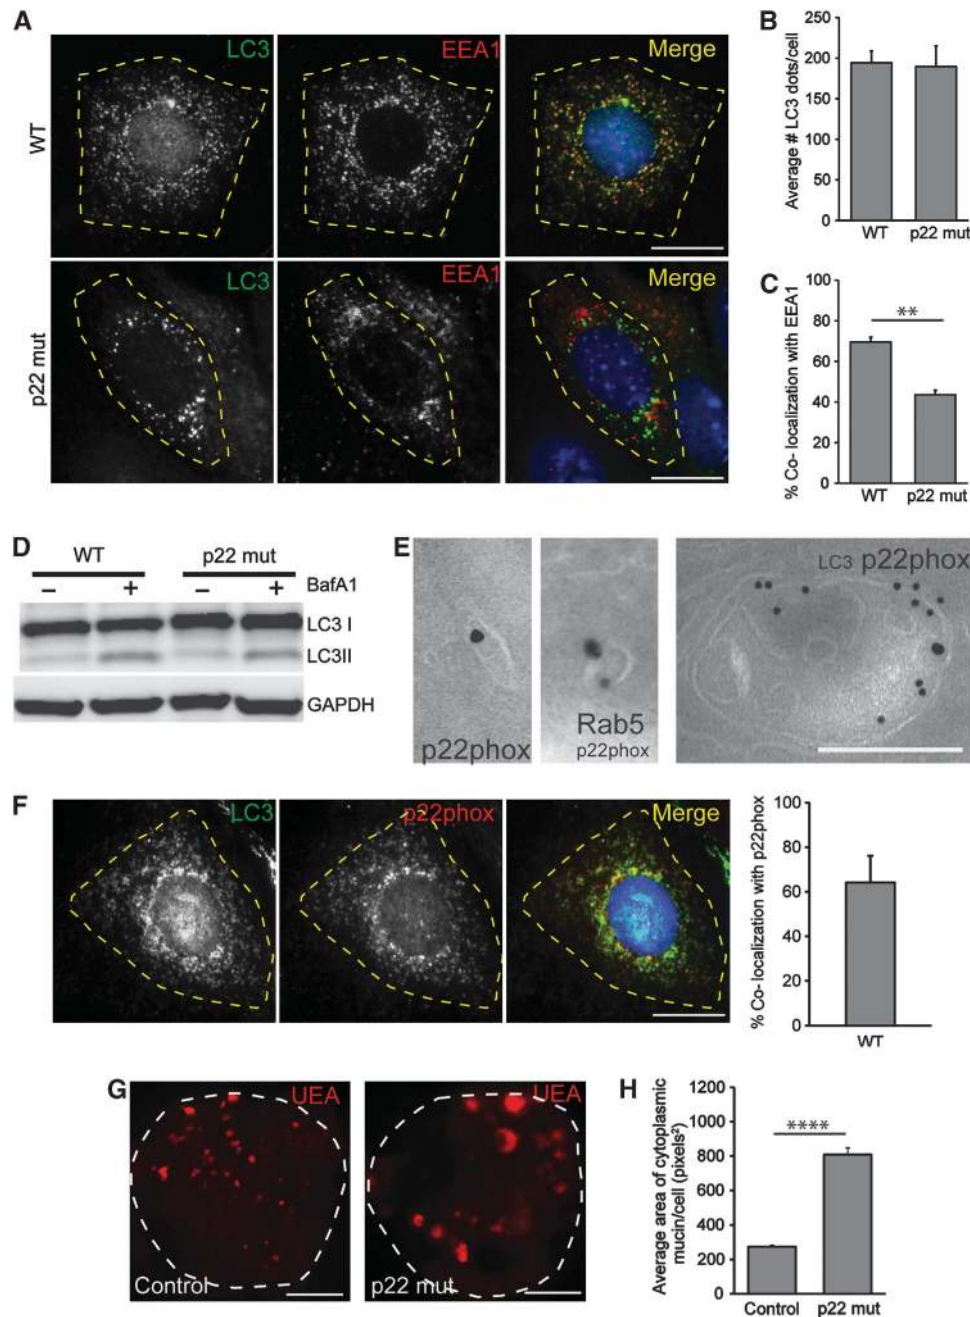 A
LC3
EEA1
Merge
WT
LC3
EEA1
Merge
p22 mut
B
Average # LC3 dots/cell
250
200
150
100
50
0
WT
p22 mut
C
% Co- localization with EEA1
100
80
60
40
20
0
**
WT
p22 mut
D
WT
p22 mut
− + − + BafA1
LC3 I
LC3II
GAPDH
E
p22phox
Rab5
p22phox
LC3 p22phox
F
LC3
p22phox
Merge
% Co-localization with p22phox
100
80
60
40
20
0
WT
G
UEA
Control
UEA
p22 mut
H
Average area of cytoplasmic
mucin/cell (pixels²)
1200
1000
800
600
400
200
0
****
Control
p22 mut